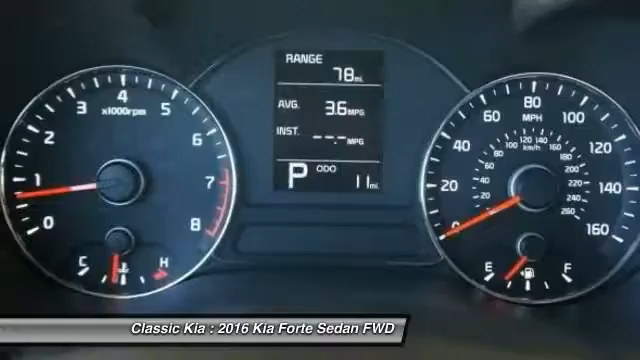 RANGE
78mi
AVG. 3.6MPG
INST. --.-MPG
P ODO 11mi
0
1
2
3
4
5
6
7
8
x1000rpm
C H
0
20
40
60
80
100
120
140
160
MPH
km/h
20
40
60
80
100
120
140
160
180
200
220
240
260
E F
Classic Kia : 2016 Kia Forte Sedan FWD